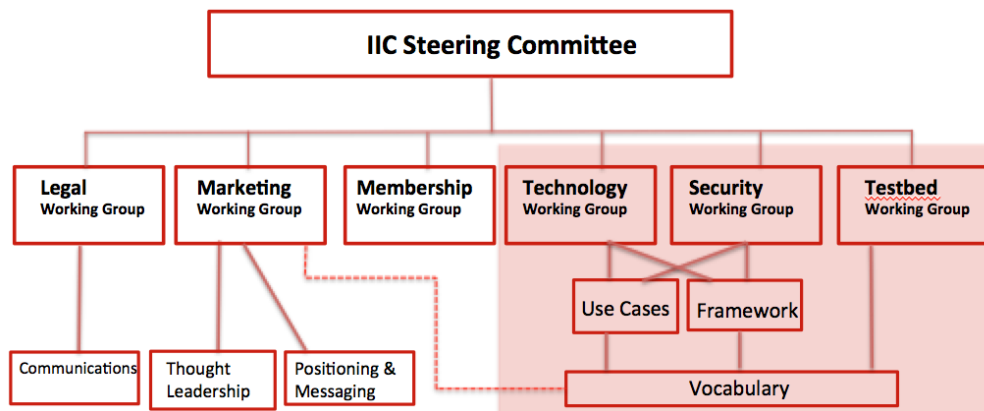 IIC Steering Committee
Legal
Working Group
Marketing
Working Group
Membership
Working Group
Technology
Working Group
Security
Working Group
Testbed
Working Group
Use Cases
Framework
Communications
Thought
Leadership
Positioning &
Messaging
Vocabulary